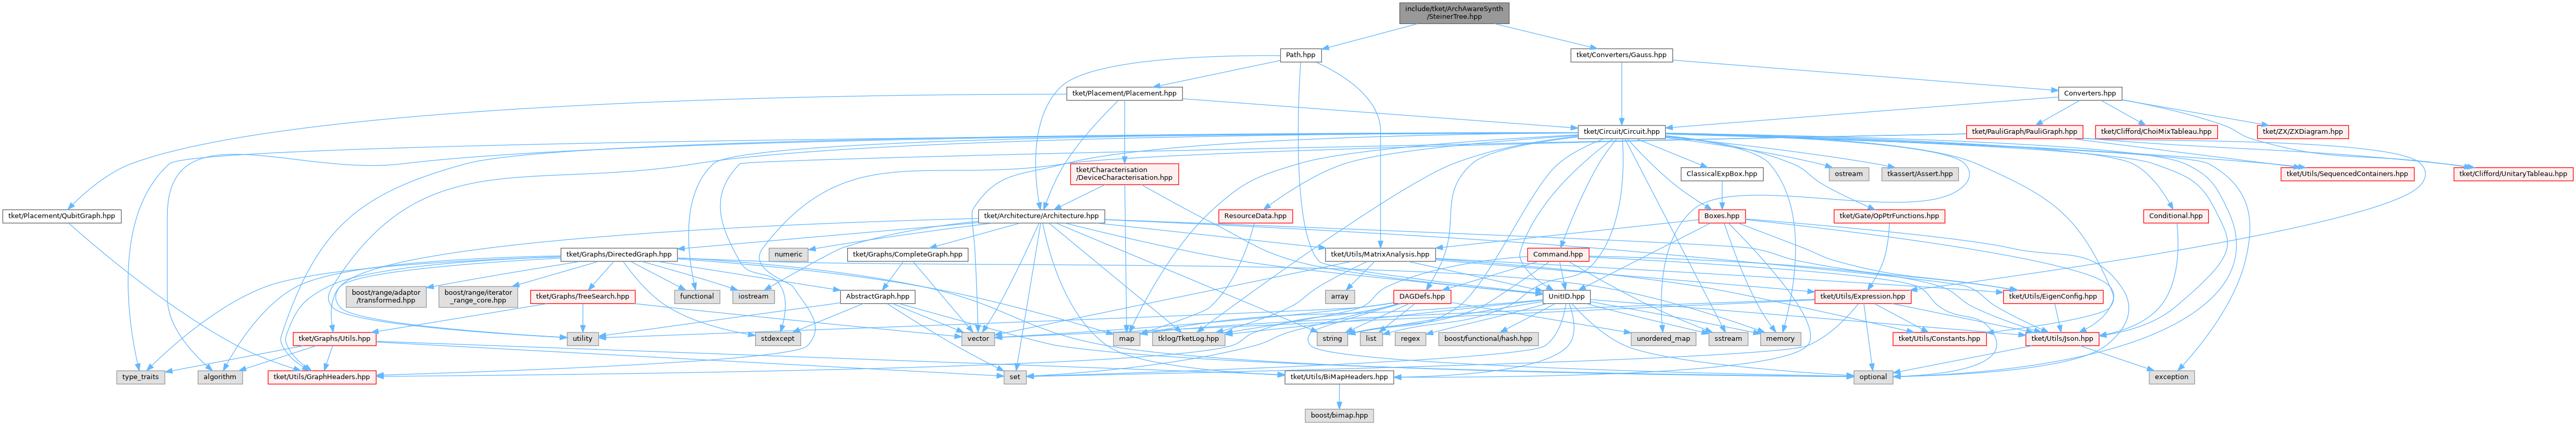 include/tket/ArchAwareSynth
/SteinerTree.hpp
Path.hpp
tket/Converters/Gauss.hpp
tket/Placement/Placement.hpp
Converters.hpp
tket/Circuit/Circuit.hpp
tket/PauliGraph/PauliGraph.hpp
tket/Clifford/ChoiMixTableau.hpp
tket/ZX/ZXDiagram.hpp
tket/Characterisation
/DeviceCharacterisation.hpp
ClassicalExpBox.hpp
ostream
tkassert/Assert.hpp
tket/Utils/SequencedContainers.hpp
tket/Clifford/UnitaryTableau.hpp
tket/Placement/QubitGraph.hpp
tket/Architecture/Architecture.hpp
ResourceData.hpp
Boxes.hpp
tket/Gate/OpPtrFunctions.hpp
Conditional.hpp
tket/Graphs/DirectedGraph.hpp
numeric
tket/Graphs/CompleteGraph.hpp
tket/Utils/MatrixAnalysis.hpp
Command.hpp
boost/range/adaptor
/transformed.hpp
boost/range/iterator
_range_core.hpp
tket/Graphs/TreeSearch.hpp
functional
iostream
AbstractGraph.hpp
array
DAGDefs.hpp
UnitID.hpp
tket/Utils/Expression.hpp
tket/Utils/EigenConfig.hpp
tket/Graphs/Utils.hpp
utility
stdexcept
vector
map
tklog/TketLog.hpp
string
list
regex
boost/functional/hash.hpp
unordered_map
sstream
memory
tket/Utils/Constants.hpp
tket/Utils/Json.hpp
type_traits
algorithm
tket/Utils/GraphHeaders.hpp
set
tket/Utils/BiMapHeaders.hpp
optional
exception
boost/bimap.hpp